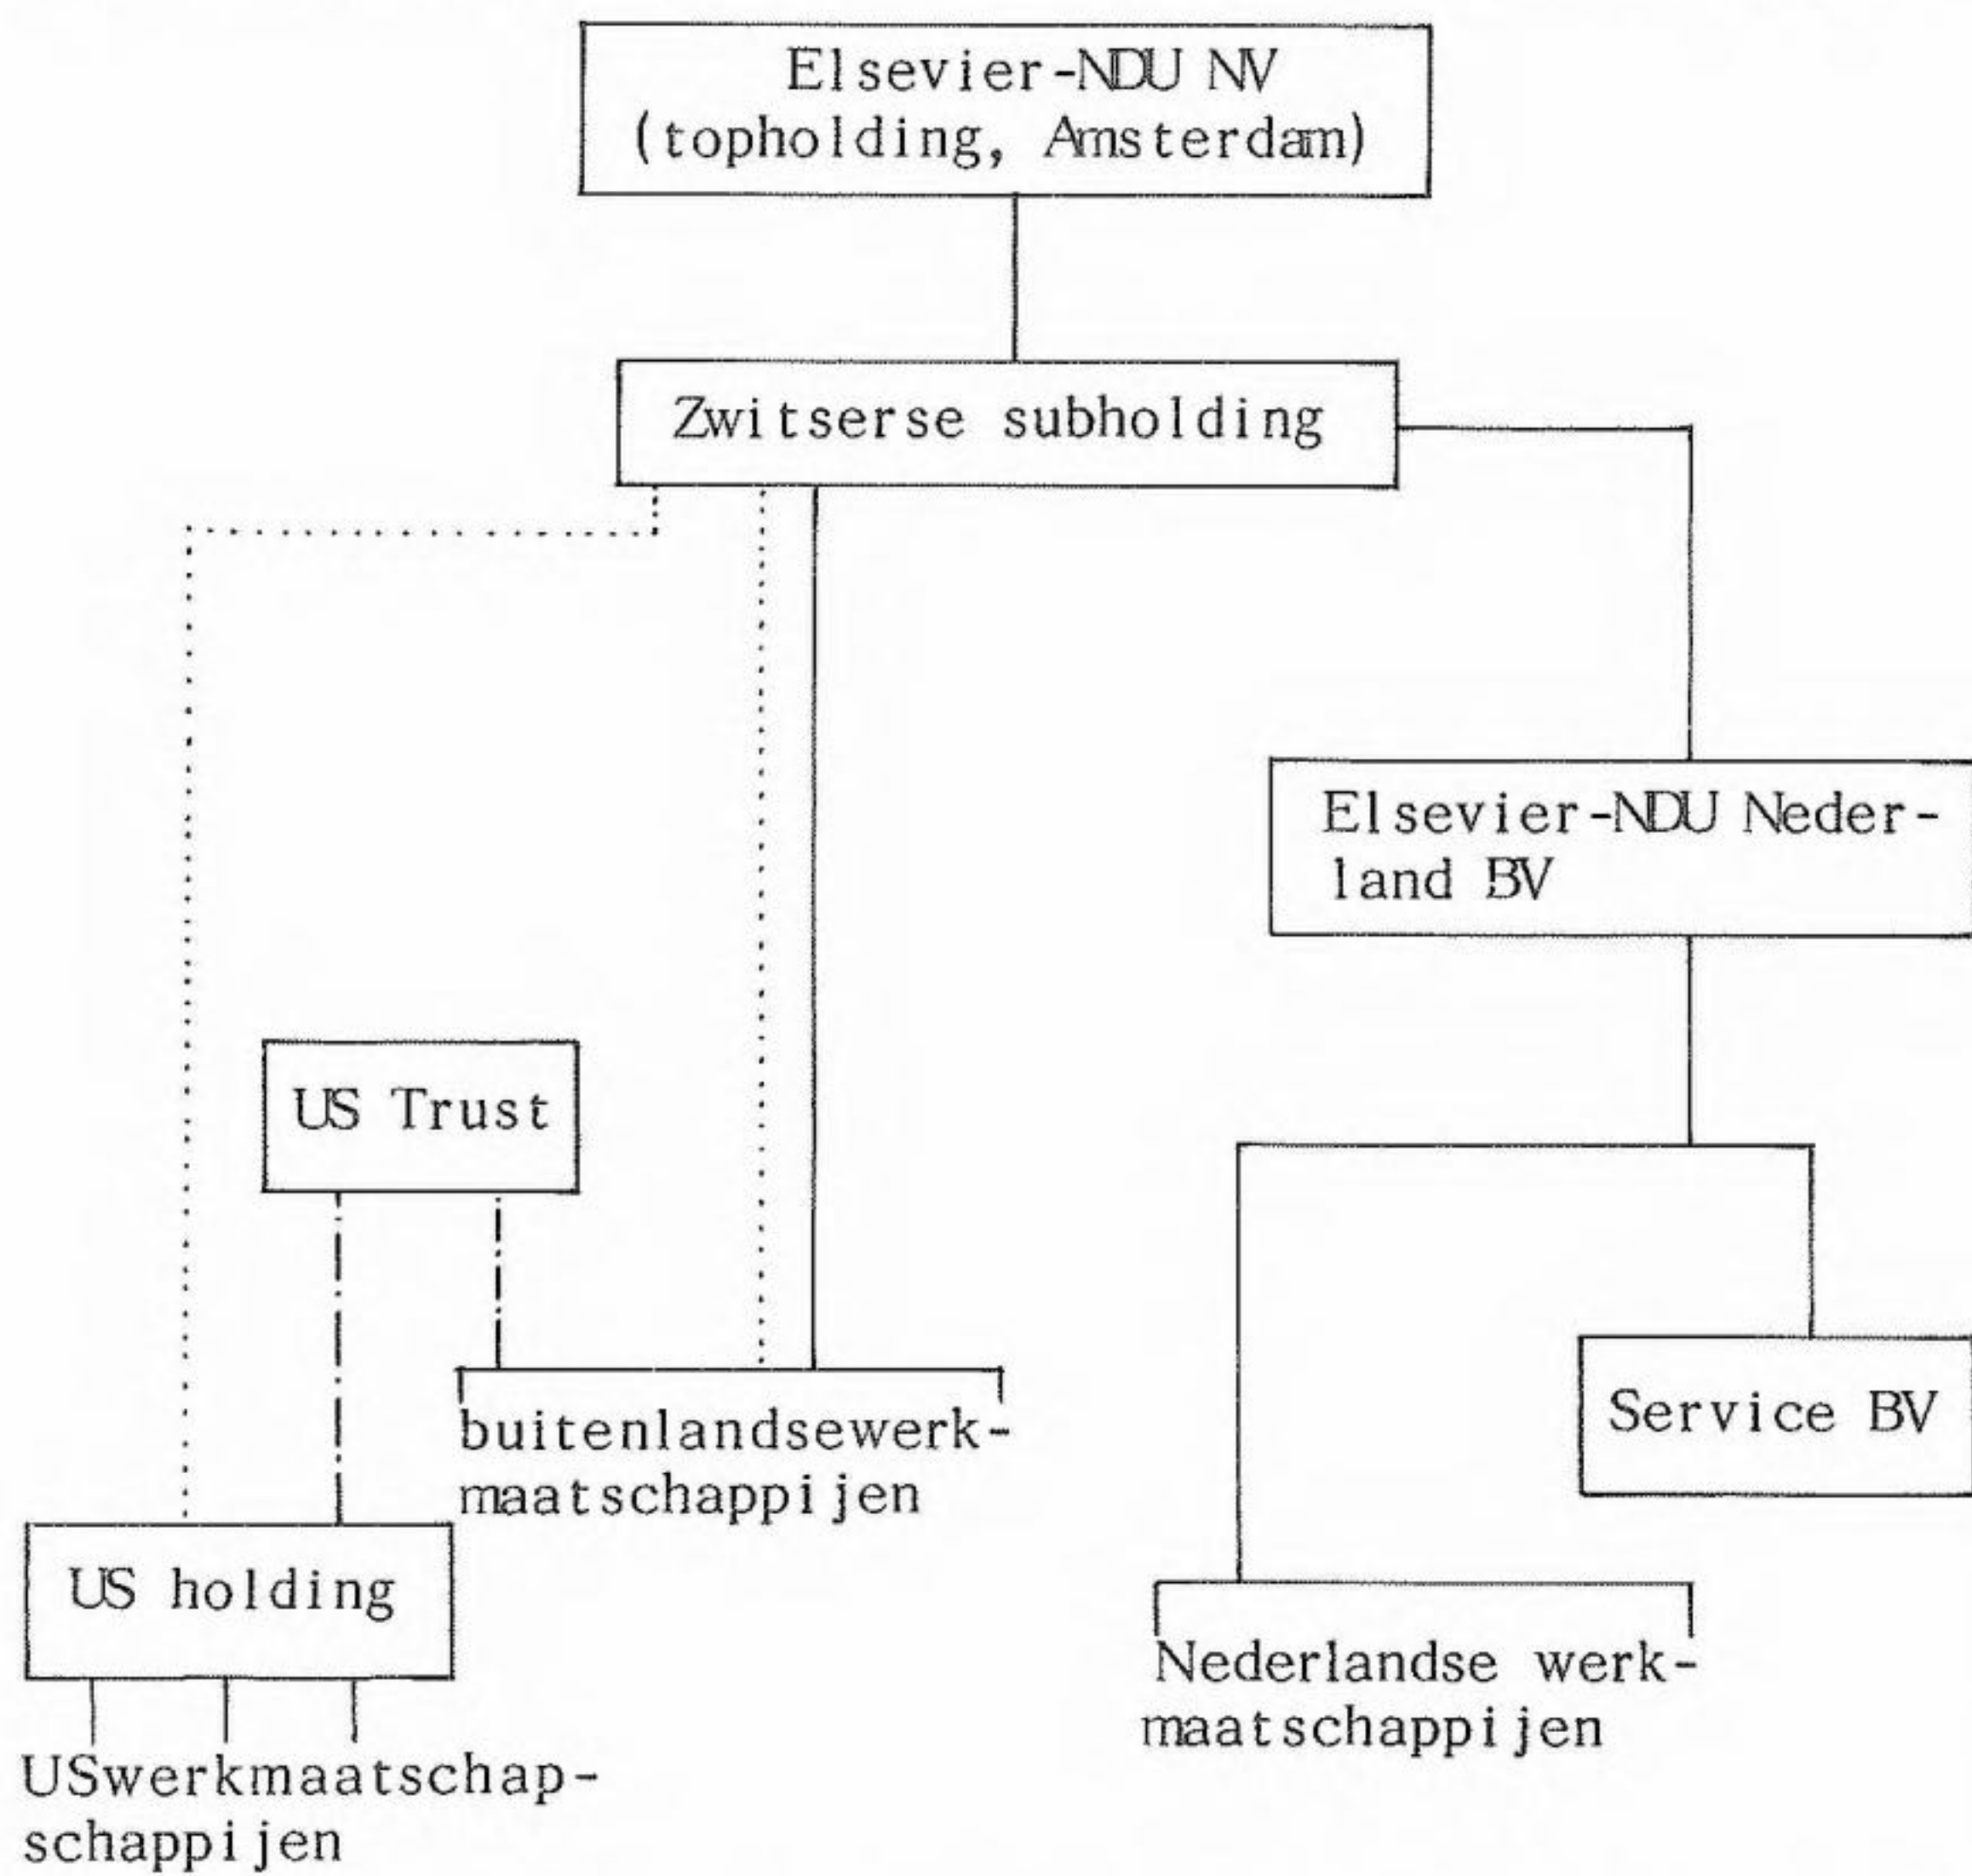 Elsevier-NDU NV
(topholding, Amsterdam)
Zwitserse subholding
Elsevier-NDU Neder-
land BV
US Trust
Service BV
buitenlandsewerk-
maatschappijen
US holding
Nederlandse werk-
maatschappijen
USwerkmaatschap-
schappijen